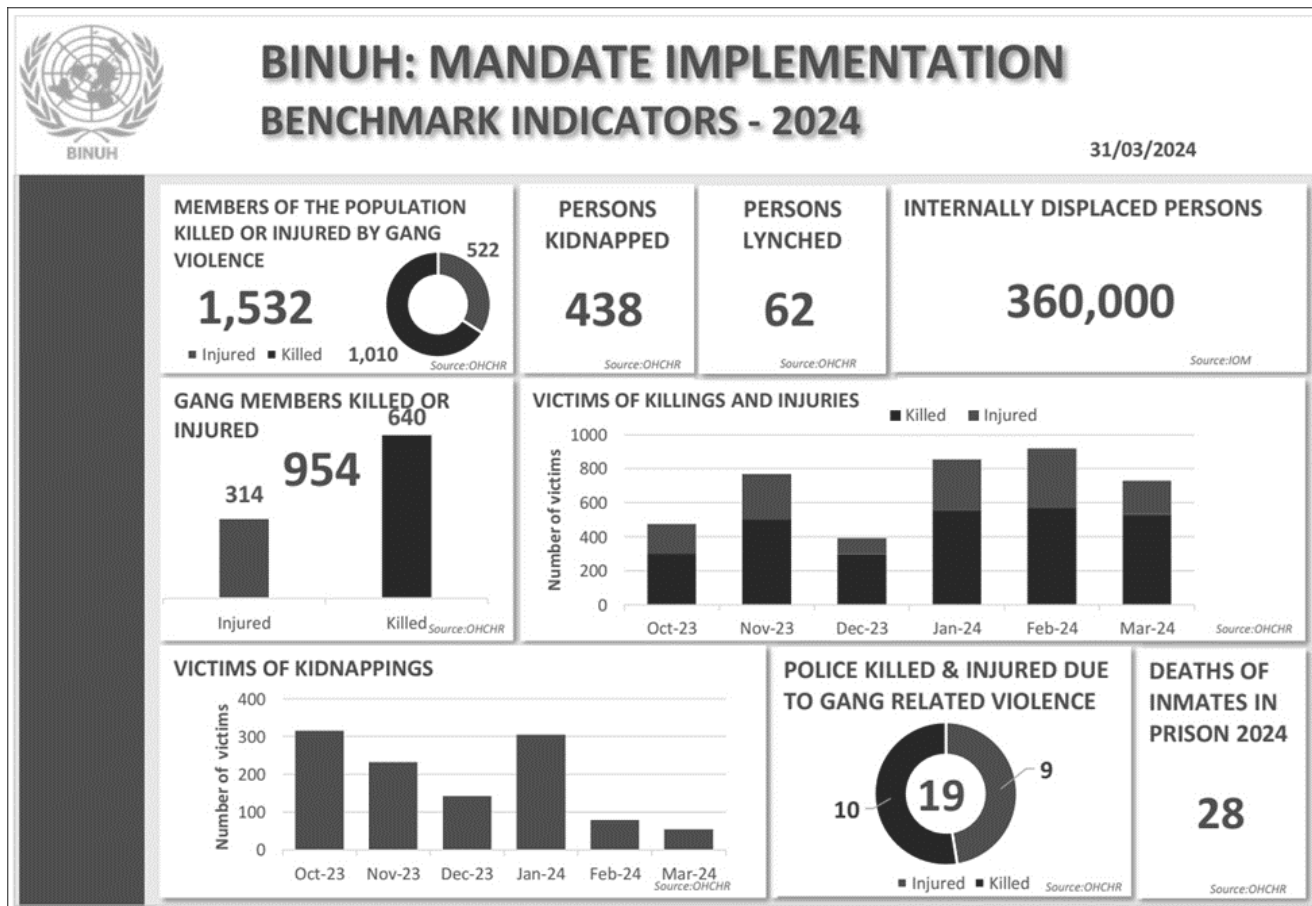 BINUH
BINUH: MANDATE IMPLEMENTATION
BENCHMARK INDICATORS - 2024
31/03/2024
MEMBERS OF THE POPULATION
KILLED OR INJURED BY GANG
VIOLENCE
522
1,532
Injured Killed
1,010
Source:OHCHR
PERSONS
KIDNAPPED
438
Source:OHCHR
PERSONS
LYNCHED
62
Source:OHCHR
INTERNALLY DISPLACED PERSONS
360,000
Source:IOM
GANG MEMBERS KILLED OR
INJURED
640
954
314
Injured
Killed
Source:OHCHR
VICTIMS OF KILLINGS AND INJURIES
Killed Injured
Number of victims
1000
800
600
400
200
0
Oct-23 Nov-23 Dec-23 Jan-24 Feb-24 Mar-24
Source:OHCHR
VICTIMS OF KIDNAPPINGS
Number of victims
400
300
200
100
0
Oct-23 Nov-23 Dec-23 Jan-24 Feb-24 Mar-24
Source:OHCHR
POLICE KILLED & INJURED DUE
TO GANG RELATED VIOLENCE
9
10
19
Injured Killed
Source:OHCHR
DEATHS OF
INMATES IN
PRISON 2024
28
Source:OHCHR